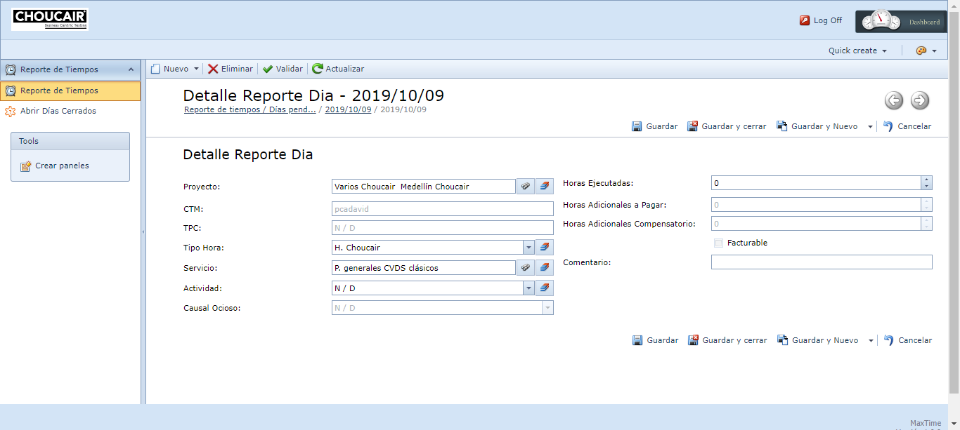 CHOUCAIR
Business Centric Testing
Log Off
Dashboard
Quick create
Reporte de Tiempos
Nuevo
Eliminar
Validar
Actualizar
Reporte de Tiempos
Abrir Días Cerrados
Tools
Crear paneles
Detalle Reporte Dia - 2019/10/09
Reporte de tiempos / Días pend... / 2019/10/09 / 2019/10/09
Guardar
Guardar y cerrar
Guardar y Nuevo
Cancelar
Detalle Reporte Dia
Proyecto: Varios Choucair Medellín Choucair
Horas Ejecutadas: 0
CTM: pcadavid
Horas Adicionales a Pagar: 0
TPC: N / D
Horas Adicionales Compensatorio: 0
Tipo Hora: H. Choucair
Facturable
Servicio: P. generales CVDS clásicos
Comentario:
Actividad: N / D
Causal Ocioso: N / D
Guardar
Guardar y cerrar
Guardar y Nuevo
Cancelar
MaxTime